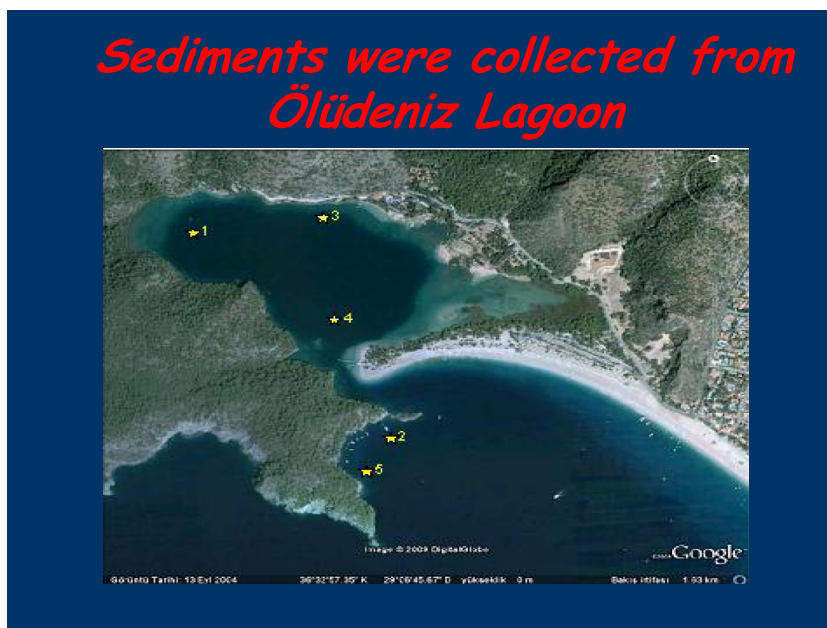 Sediments were collected from
Ölüdeniz Lagoon
1
3
4
2
5
Image © 2009 DigitalGlobe
Google
Görüntü Tarihi: 13 Eyl 2004 36°32'57.35" K 29°06'45.67" D yükseklik 0 m Bakış irtifası 1.63 km